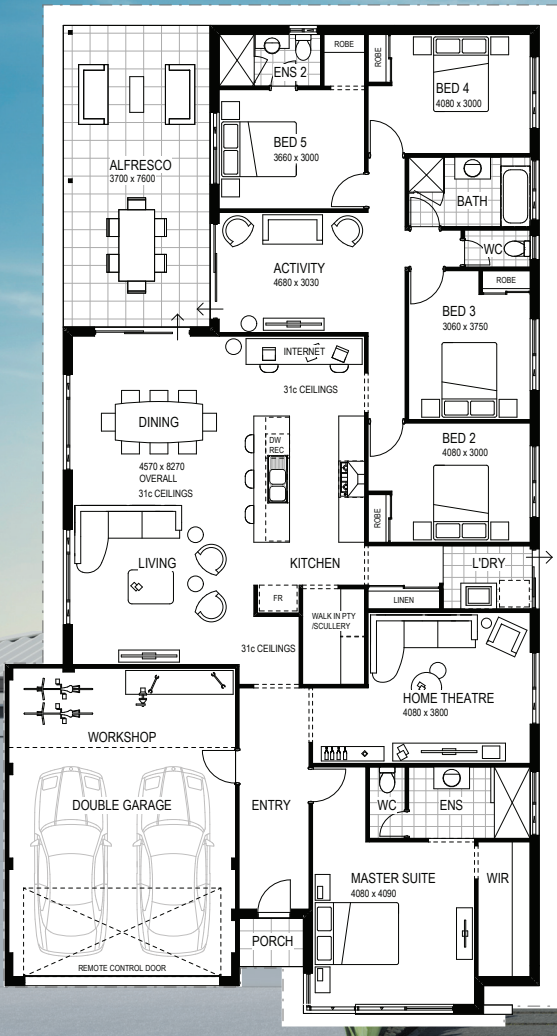 ROBE
ENS 2
ROBE
BED 4
4080 x 3000
BED 5
3660 x 3000
ALFRESCO
3700 x 7600
BATH
WC
ACTIVITY
4680 x 3030
ROBE
BED 3
3060 x 3750
INTERNET
31c CEILINGS
DINING
4570 x 8270
OVERALL
31c CEILINGS
DW
REC
BED 2
4080 x 3000
ROBE
LIVING
KITCHEN
L'DRY
FR
LINEN
WALK IN PTY
/SCULLERY
31c CEILINGS
HOME THEATRE
4080 x 3800
WORKSHOP
DOUBLE GARAGE
ENTRY
WC
ENS
MASTER SUITE
4080 x 4090
WIR
PORCH
REMOTE CONTROL DOOR